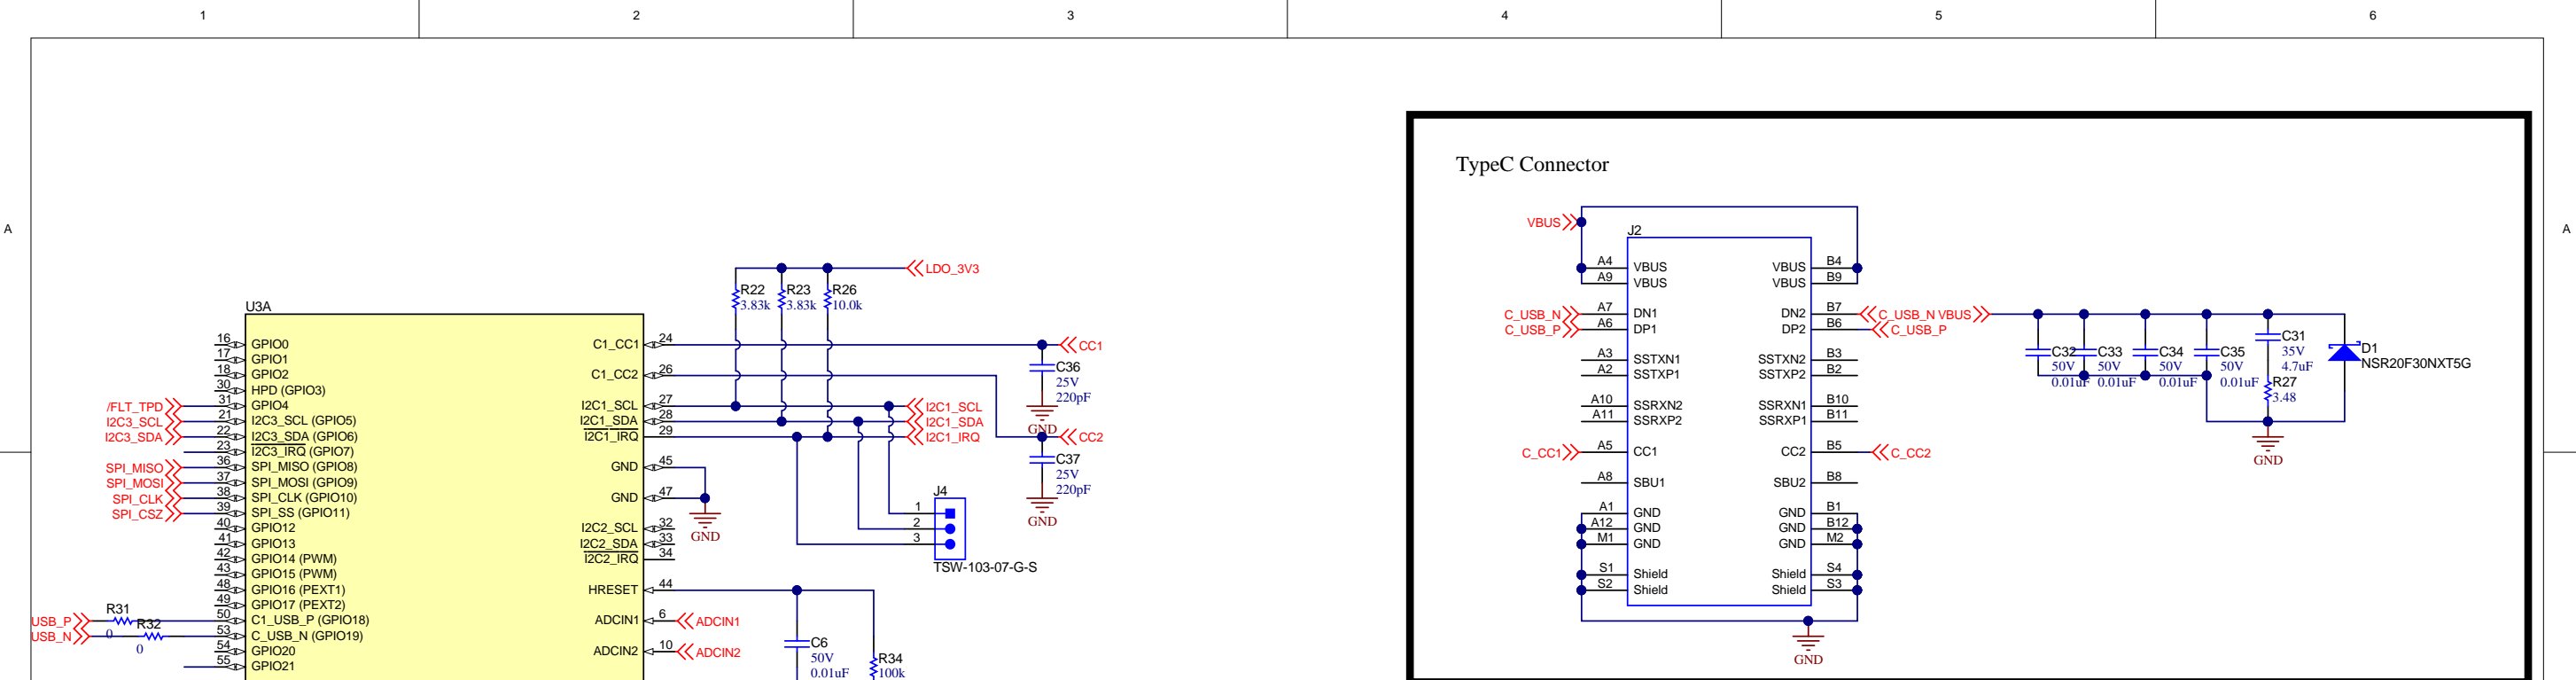 1 2 3 4 5 6
A A
TypeC Connector
VBUS
J2
A4 VBUS VBUS B4
A9 VBUS VBUS B9
C_USB_N A7 DN1 DN2 B7 C_USB_N VBUS
C_USB_P A6 DP1 DP2 B6 C_USB_P
A3 SSTXN1 SSTXN2 B3
A2 SSTXP1 SSTXP2 B2
A10 SSRXN2 SSRXN1 B10
A11 SSRXP2 SSRXP1 B11
C_CC1 A5 CC1 CC2 B5 C_CC2
A8 SBU1 SBU2 B8
A1 GND GND B1
A12 GND GND B12
M1 GND GND M2
S1 Shield Shield S4
S2 Shield Shield S3
GND
C32 50V 0.01uF
C33 50V 0.01uF
C34 50V 0.01uF
C35 50V 0.01uF
C31 35V 4.7uF
R27 3.48
D1
NSR20F30NXT5G
GND
LDO_3V3
R22 3.83k
R23 3.83k
R26 10.0k
U3A
16 GPIO0
17 GPIO1
18 GPIO2
30 HPD (GPIO3)
/FLT_TPD 31 GPIO4
I2C3_SCL 21 I2C3_SCL (GPIO5)
I2C3_SDA 22 I2C3_SDA (GPIO6)
23 I2C3_IRQ (GPIO7)
SPI_MISO 36 SPI_MISO (GPIO8)
SPI_MOSI 37 SPI_MOSI (GPIO9)
SPI_CLK 38 SPI_CLK (GPIO10)
SPI_CSZ 39 SPI_SS (GPIO11)
40 GPIO12
41 GPIO13
42 GPIO14 (PWM)
43 GPIO15 (PWM)
48 GPIO16 (PEXT1)
49 GPIO17 (PEXT2)
USB_P R31 0 50 C1_USB_P (GPIO18)
USB_N R32 0 53 C_USB_N (GPIO19)
54 GPIO20
55 GPIO21
C1_CC1 24 CC1
C1_CC2 26 CC2
I2C1_SCL 27 I2C1_SCL
I2C1_SDA 28 I2C1_SDA
I2C1_IRQ 29 I2C1_IRQ
GND 45
GND 47
GND
I2C2_SCL 32
I2C2_SDA 33
I2C2_IRQ 34
HRESET 44
ADCIN1 6 ADCIN1
ADCIN2 10 ADCIN2
C36 25V 220pF
GND
C37 25V 220pF
GND
J4
1
2
3
TSW-103-07-G-S
C6 50V 0.01uF
R34 100k